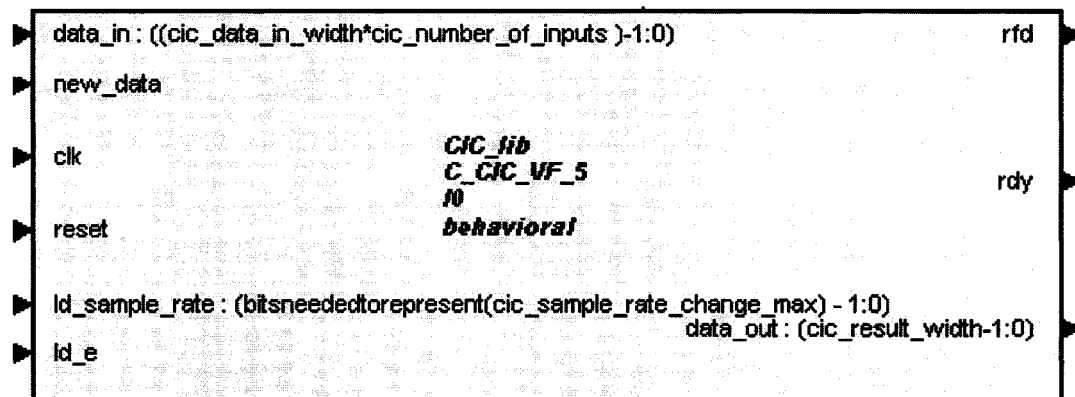 data_in : ((cic_data_in_width*cic_number_of_inputs )-1:0)
rfd
new_data
clk
CIC_lib
C_CIC_VF_5
I0
behavioral
rdy
reset
ld_sample_rate : (bitsneededtorepresent(cic_sample_rate_change_max) - 1:0)
data_out : (cic_result_width-1:0)
ld_e